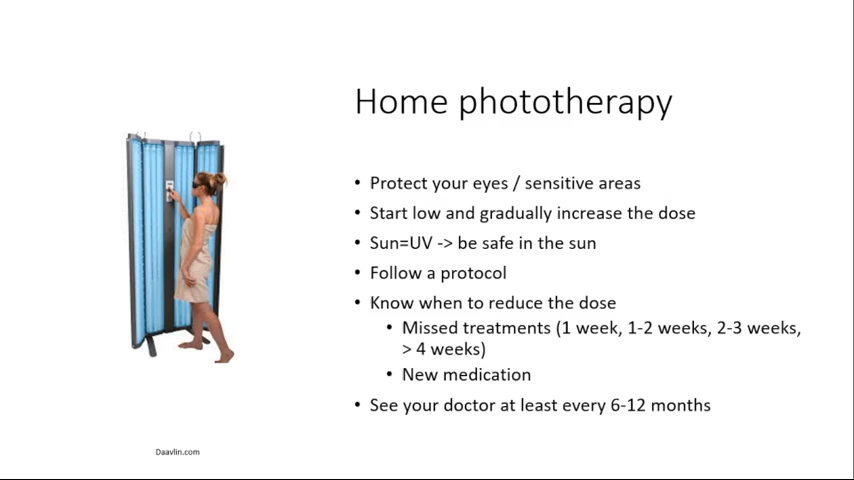 Home phototherapy
• Protect your eyes / sensitive areas
• Start low and gradually increase the dose
• Sun=UV -> be safe in the sun
• Follow a protocol
• Know when to reduce the dose
• Missed treatments (1 week, 1-2 weeks, 2-3 weeks,
> 4 weeks)
• New medication
• See your doctor at least every 6-12 months
Daavlin.com